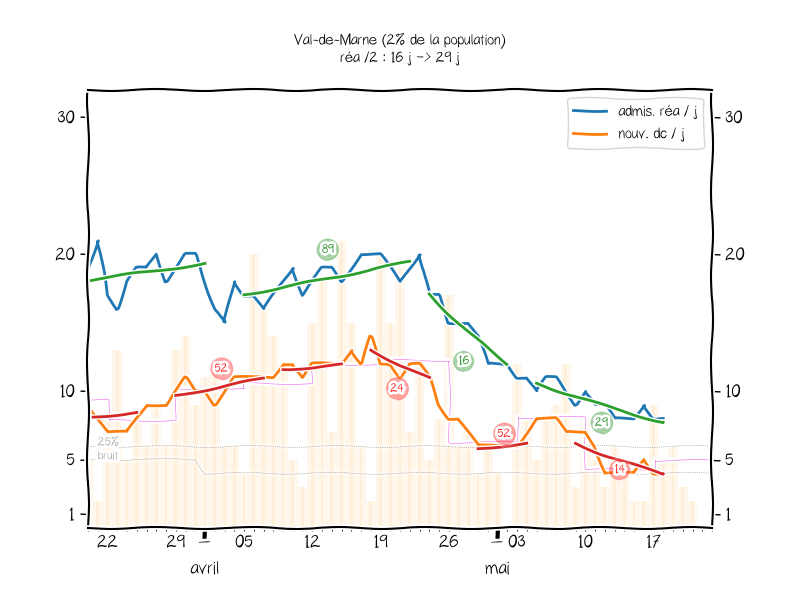 Val-de-Marne (2% de la population)
réa /2 : 16 j -> 29 j
admis. réa / j
nouv. dc / j
30 30
20 20
10 10
5 5
1 1
89
52
24
16
52
29
14
25%
bruit
22 29 05 12 19 26 03 10 17
avril mai